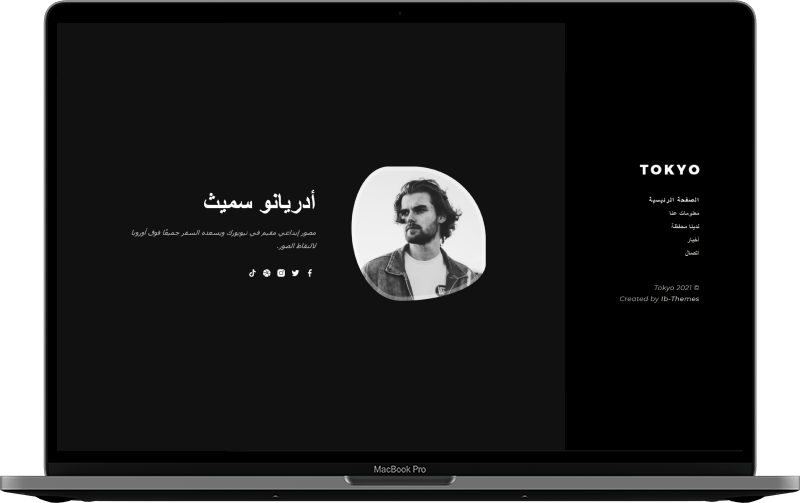 TOKYO
الصفحة الرئيسية
معلومات عنا
لدينا محفظة
أخبار
اتصال
Tokyo 2021 ©
Created by Ib-Themes
أدريانو سميث
مصور إبداعي مقيم في نيويورك ويسعده السفر جميعًا فوق أوروبا
لالتقاط الصور.
MacBook Pro